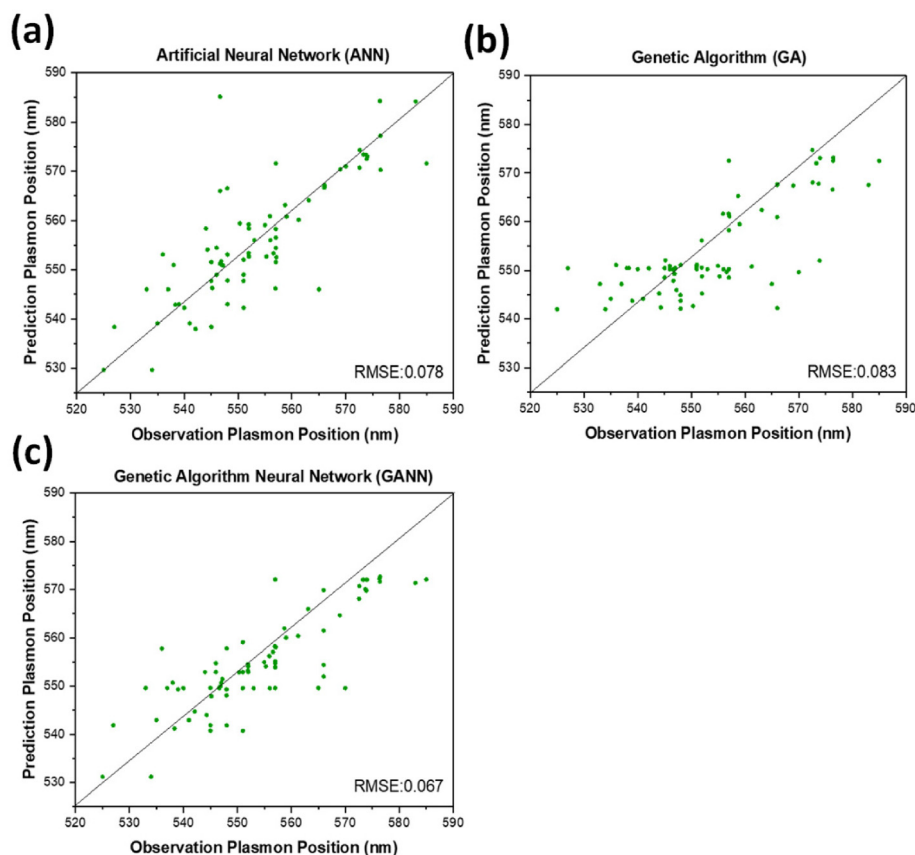 (a)
Artificial Neural Network (ANN)
Prediction Plasmon Position (nm)
590
580
570
560
550
540
530
RMSE:0.078
520 530 540 550 560 570 580 590
Observation Plasmon Position (nm)
(b)
Genetic Algorithm (GA)
Prediction Plasmon Position (nm)
590
580
570
560
550
540
530
RMSE:0.083
520 530 540 550 560 570 580 590
Observation Plasmon Position (nm)
(c)
Genetic Algorithm Neural Network (GANN)
Prediction Plasmon Position (nm)
590
580
570
560
550
540
530
RMSE:0.067
520 530 540 550 560 570 580 590
Observation Plasmon Position (nm)